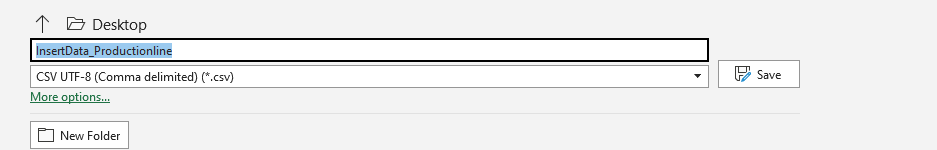 Desktop
InsertData_Productionline
CSV UTF-8 (Comma delimited) (*.csv)
Save
More options...
New Folder